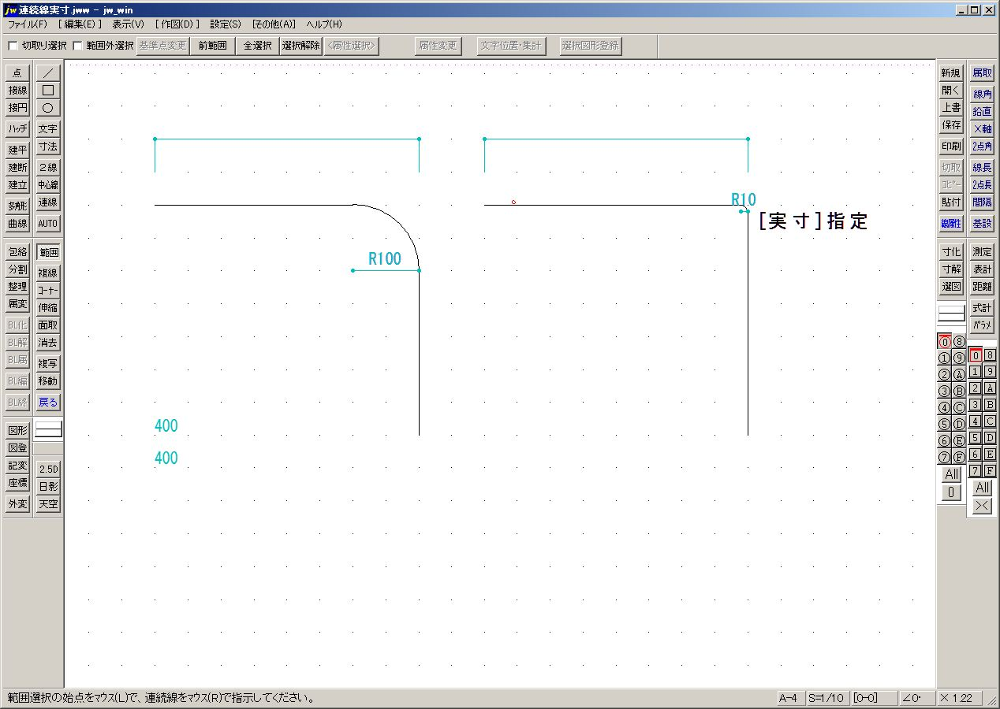 jw 連続線実寸.jww - jw_win
ファイル(F) [編集(E)] 表示(V) [作図(D)] 設定(S) [その他(A)] ヘルプ(H)
切取り選択 範囲外選択 基準点変更 前範囲 全選択 選択解除 <属性選択> 属性変更 文字位置・集計 選択図形登録
点 ／
接線 □
接円 ○
ハッチ 文字
建平 寸法
建断 2線
建立 中心線
多角形 連線
曲線 AUTO
包絡 範囲
分割 複線
整理 コーナー
属変 伸縮
BL化 面取
BL解 消去
BL属 複写
BL編 移動
BL終 戻る
図形
図登
記変 2.5D
座標 日影
外変 天空
R100
R10
[実寸]指定
400
400
新規 属取
開く 線角
上書 鉛直
保存 X軸
印刷 2点角
切取 線長
コピー 2点長
貼付 間隔
線属性 基設
寸化 測定
寸解 表計
選図 距離
式計
パラメ
0 8
1 9
2 A
3 B
4 C
5 D
6 E
7 F
All
0
0 8
1 9
2 A
3 B
4 C
5 D
6 E
7 F
All
×
範囲選択の始点をマウス(L)で、連続線をマウス(R)で指示してください。
A-4 S=1/10 [0-0] ∠0・ × 1.22